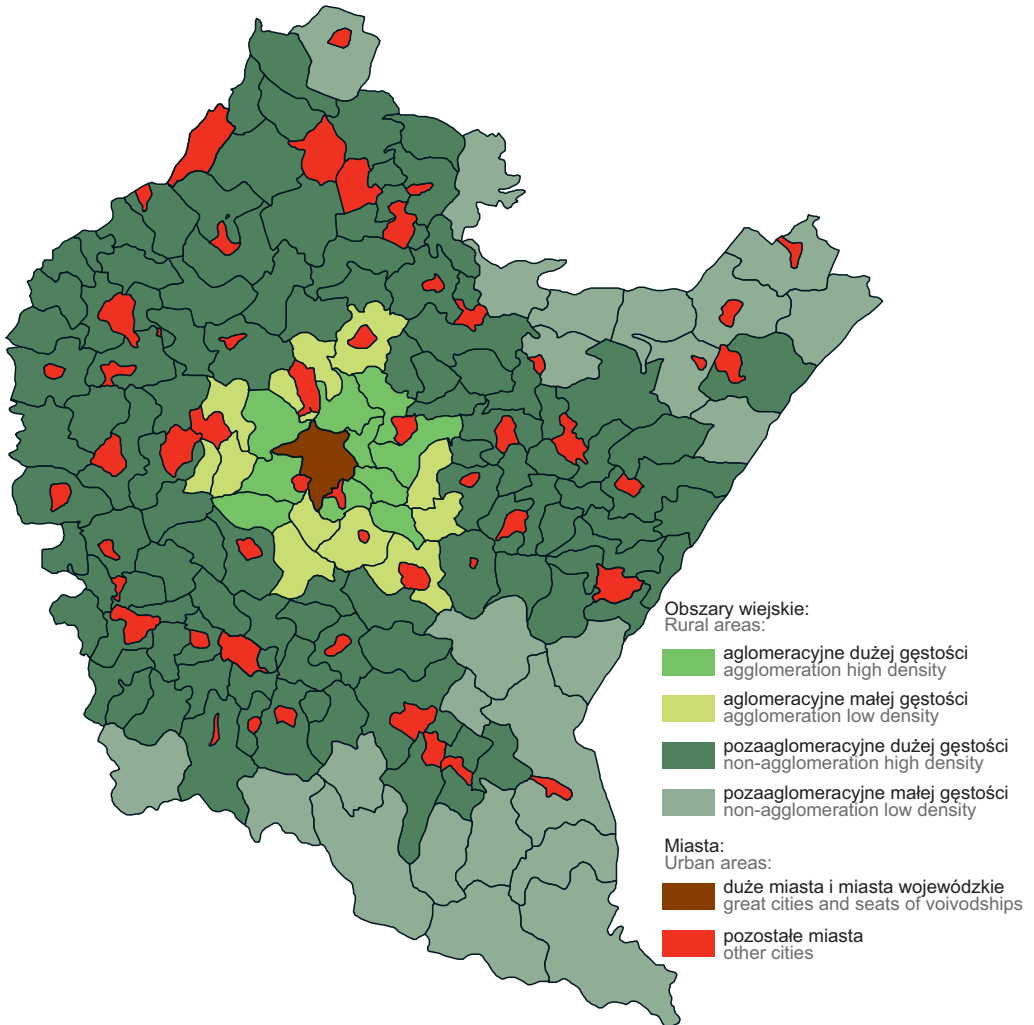 Obszary wiejskie:
Rural areas:
aglomeracyjne dużej gęstości
agglomeration high density
aglomeracyjne małej gęstości
agglomeration low density
pozaaglomeracyjne dużej gęstości
non-agglomeration high density
pozaaglomeracyjne małej gęstości
non-agglomeration low density
Miasta:
Urban areas:
duże miasta i miasta wojewódzkie
great cities and seats of voivodships
pozostałe miasta
other cities